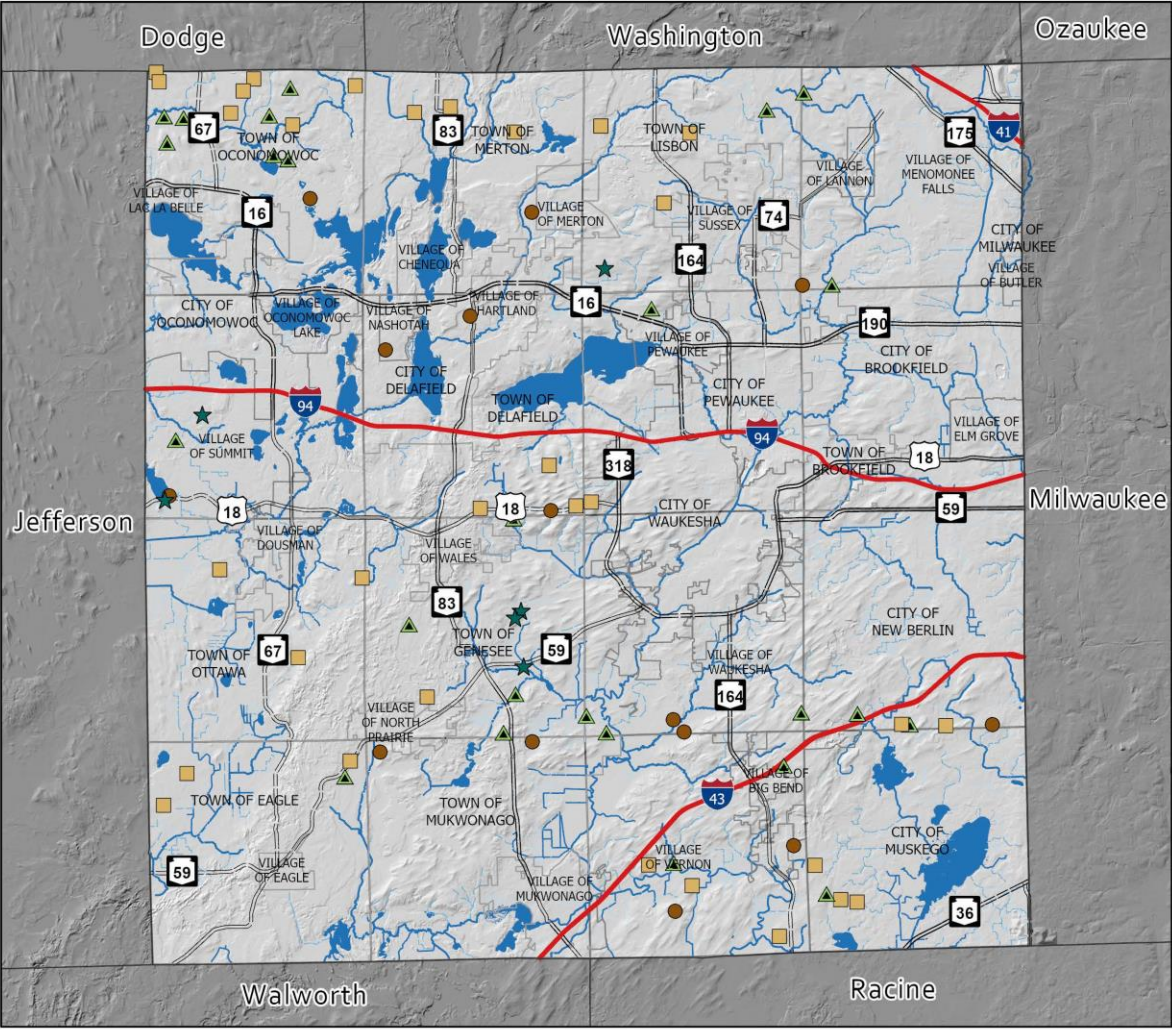 Dodge
Washington
Ozaukee
67
83
175
41
TOWN OF
OCONOMOWOC
TOWN OF
MERTON
TOWN OF
LISBON
VILLAGE OF
MENOMONEE
FALLS
VILLAGE
OF LANNON
VILLAGE OF
LAC LA BELLE
16
VILLAGE
OF MERTON
VILLAGE OF
SUSSEX
74
VILLAGE OF
CHENEQUA
164
CITY OF
MILWAUKEE
VILLAGE
OF BUTLER
CITY OF
OCONOMOWOC
VILLAGE OF
OCONOMOWOC
LAKE
VILLAGE OF
NASHOTAH
VILLAGE OF
HARTLAND
16
190
VILLAGE OF
PEWAUKEE
CITY OF
BROOKFIELD
CITY OF
DELAFIELD
TOWN OF
DELAFIELD
CITY OF
PEWAUKEE
94
94
VILLAGE OF
ELM GROVE
VILLAGE
OF SUMMIT
318
TOWN OF
BROOKFIELD
18
Jefferson
18
18
CITY OF
WAUKESHA
59
Milwaukee
VILLAGE OF
DOUSMAN
VILLAGE
OF WALES
83
CITY OF
NEW BERLIN
TOWN OF
OTTAWA
67
TOWN OF
GENESEE
59
VILLAGE OF
WAUKESHA
164
VILLAGE
OF NORTH
PRAIRIE
VILLAGE OF
BIG BEND
43
TOWN OF EAGLE
TOWN OF
MUKWONAGO
CITY OF
MUSKEGO
59
VILLAGE
OF EAGLE
VILLAGE
OF VERNON
VILLAGE OF
MUKWONAGO
36
Walworth
Racine